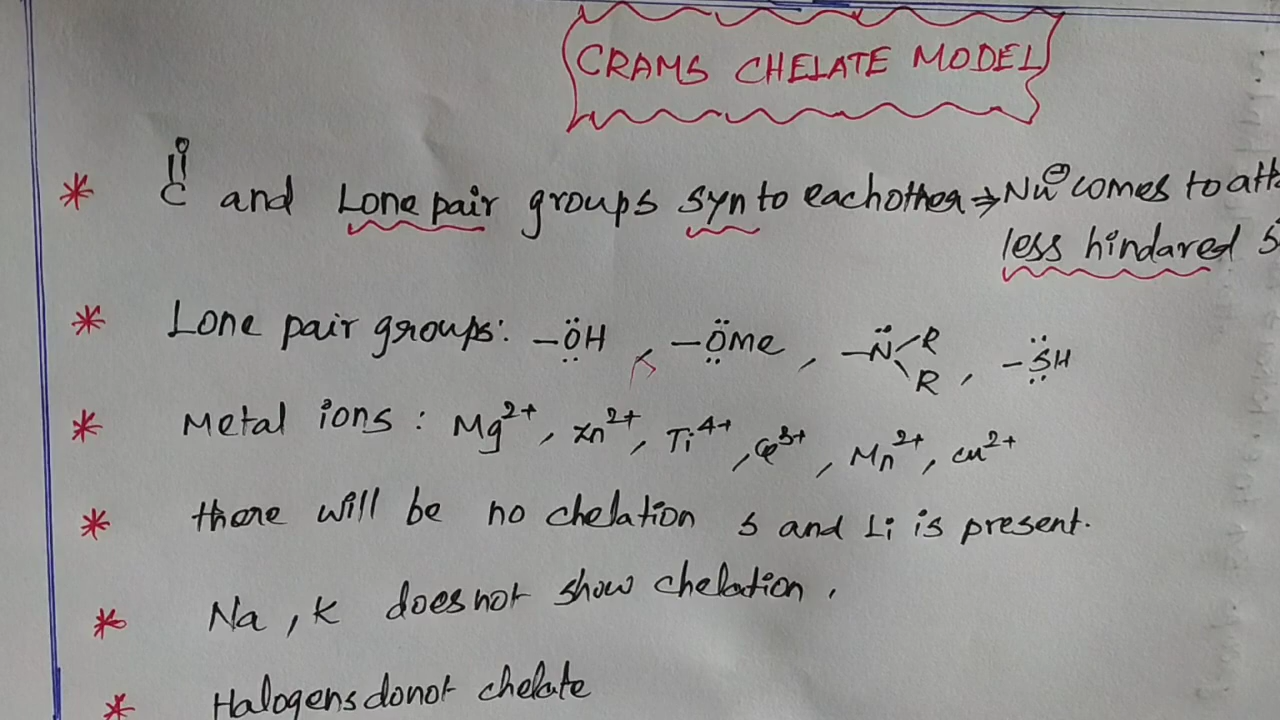 CRAMS CHELATE MODEL
* C=O and Lone pair groups syn to eachother ⇒ Nu⊖ comes to att
less hindared S
* Lone pair groups: –ÖH, –ÖMe, –N̈(R)R, –S̈H
* Metal ions : Mg²⁺, Zn²⁺, Ti⁴⁺, Ce³⁺, Mn²⁺, Cu²⁺
* there will be no chelation S and Li is present.
* Na, K does not show chelation.
* Halogens donot chelate